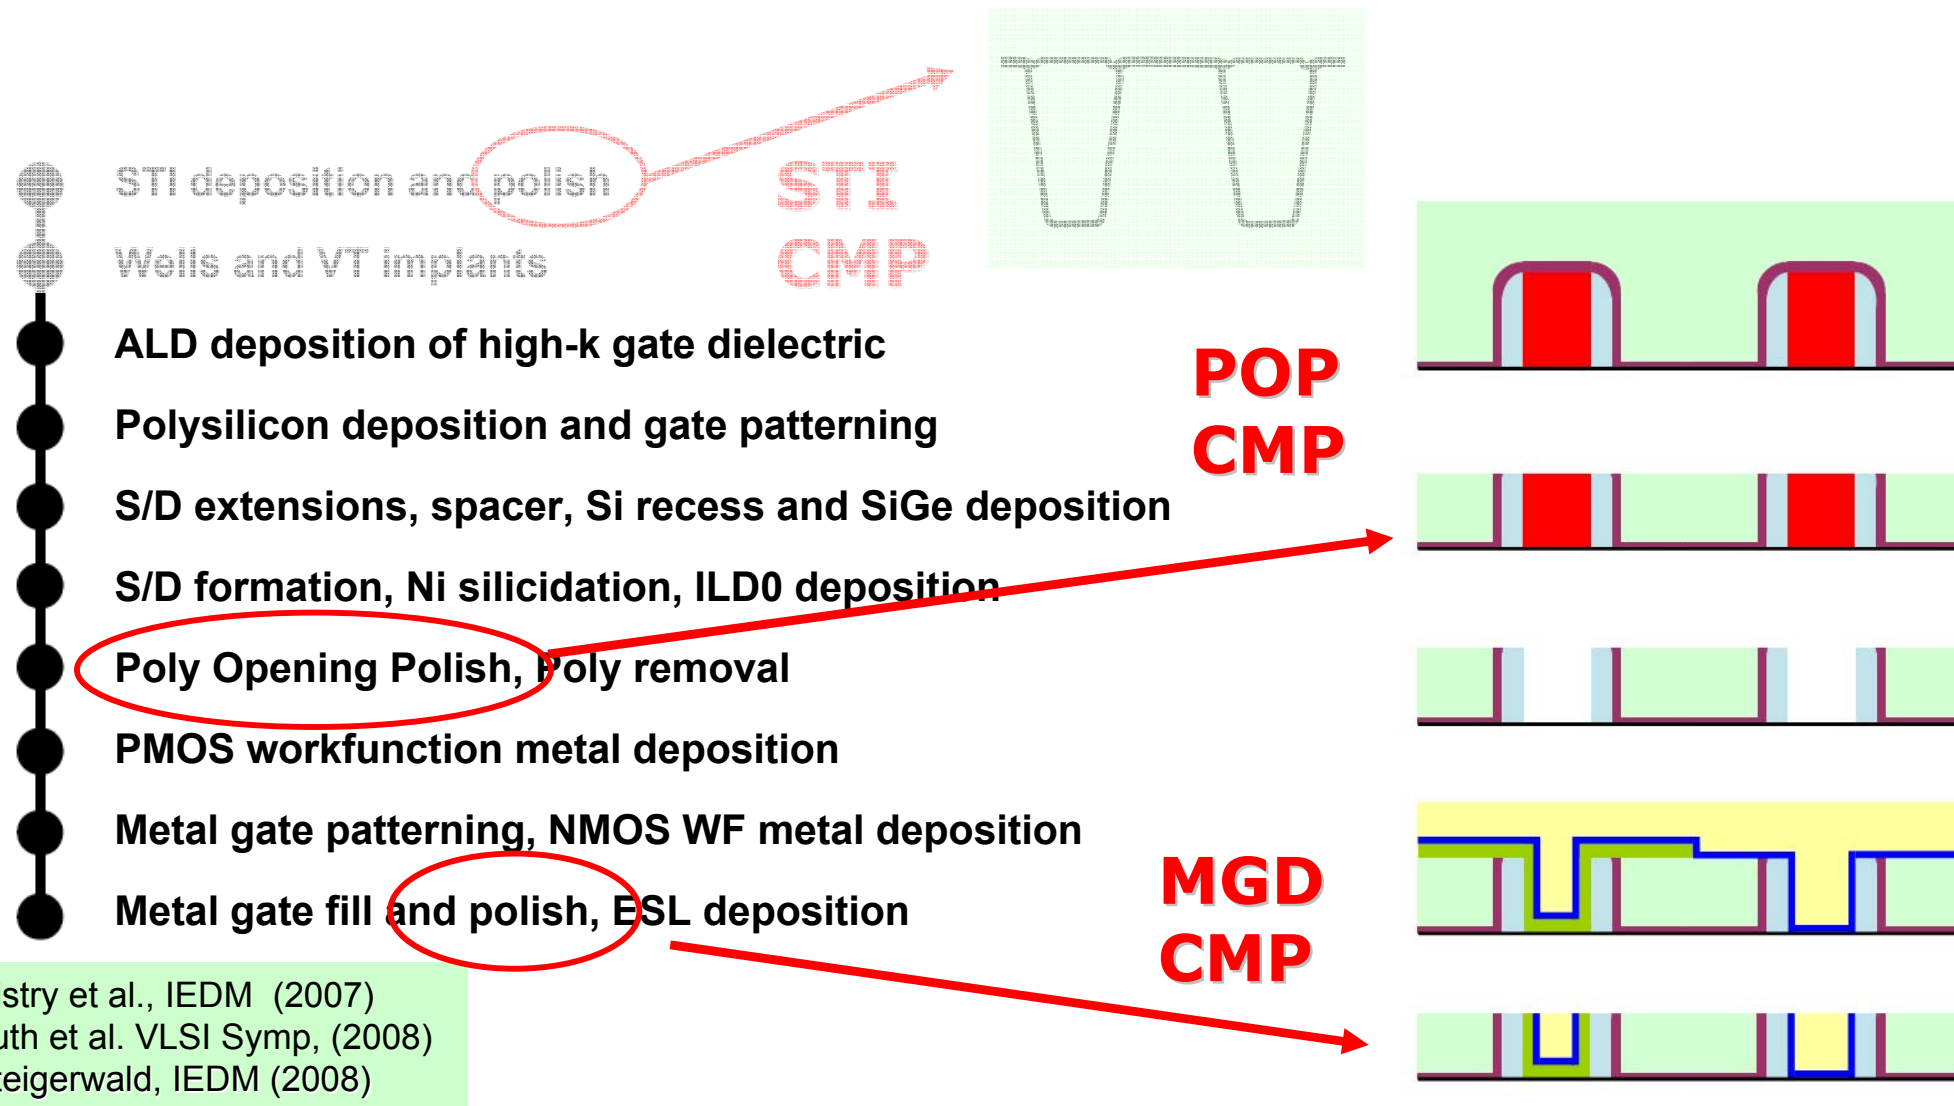 STI deposition and polish
STI
CMP
Wells and VT implants
ALD deposition of high-k gate dielectric
POP
CMP
Polysilicon deposition and gate patterning
S/D extensions, spacer, Si recess and SiGe deposition
S/D formation, Ni silicidation, ILD0 deposition
Poly Opening Polish, Poly removal
PMOS workfunction metal deposition
Metal gate patterning, NMOS WF metal deposition
MGD
CMP
Metal gate fill and polish, ESL deposition
istry et al., IEDM (2007)
uth et al. VLSI Symp, (2008)
teigerwald, IEDM (2008)